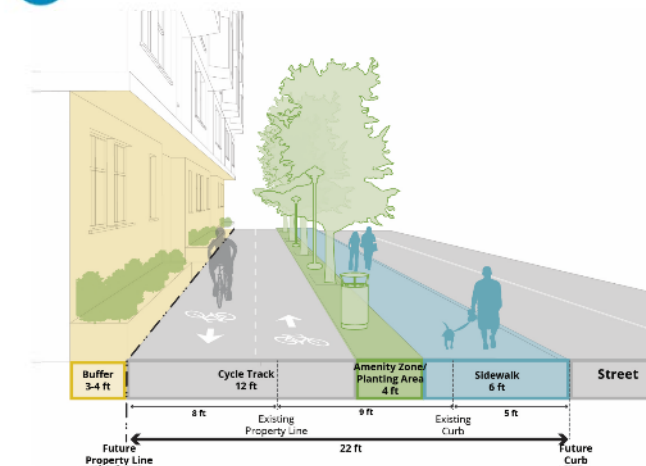 Buffer
3-4 ft
Cycle Track
12 ft
Amenity Zone/
Planting Area
4 ft
Sidewalk
6 ft
Street
8 ft
9 ft
5 ft
Existing
Property Line
Existing
Curb
22 ft
Future
Property Line
Future
Curb